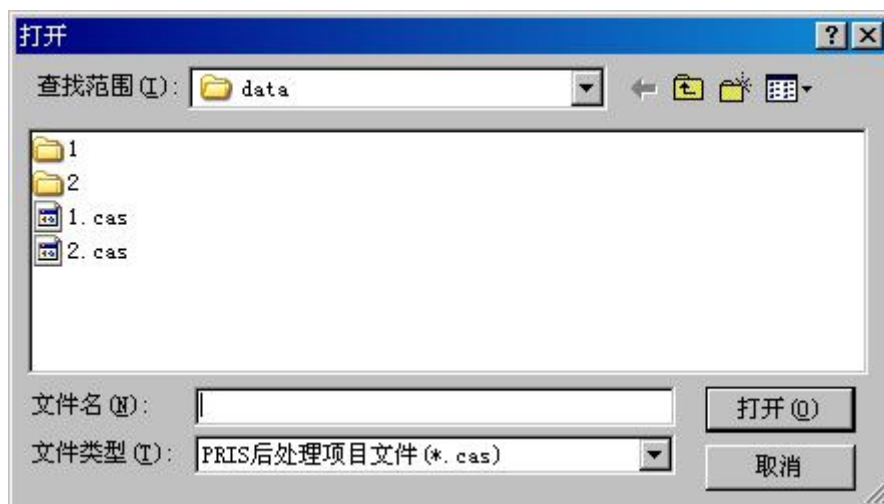 打开
查找范围(I): data
1
2
1.cas
2.cas
文件名(N):
打开(O)
文件类型(T): PRIS后处理项目文件(*.cas)
取消